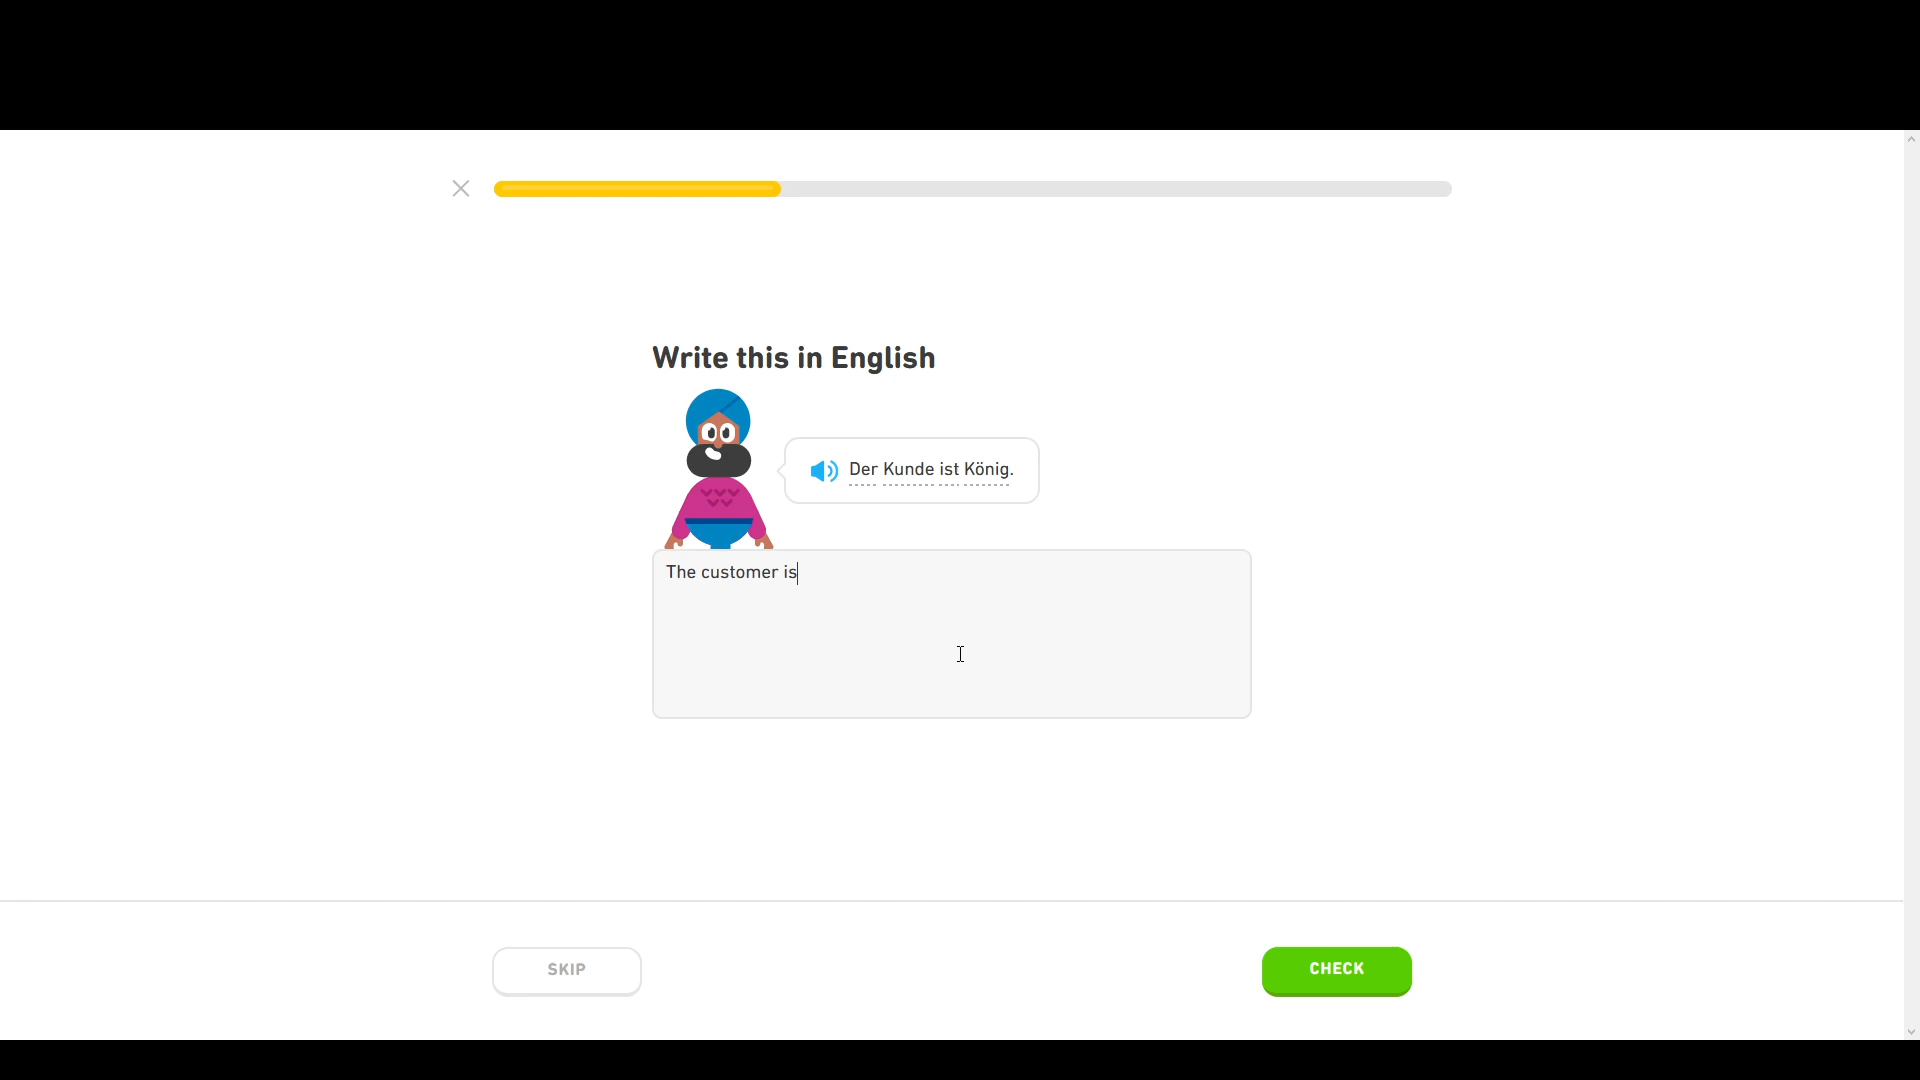 Write this in English
Der Kunde ist König.
The customer is
SKIP
CHECK